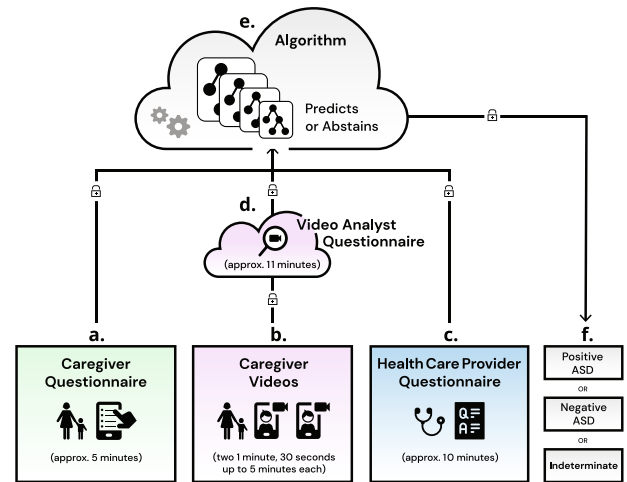 e.
Algorithm
Predicts
or Abstains
d.
Video Analyst
Questionnaire
(approx. 11 minutes)
a.
Caregiver
Questionnaire
(approx. 5 minutes)
b.
Caregiver
Videos
(two 1 minute, 30 seconds
up to 5 minutes each)
c.
Health Care Provider
Questionnaire
Q
A
(approx. 10 minutes)
f.
Positive
ASD
OR
Negative
ASD
OR
Indeterminate